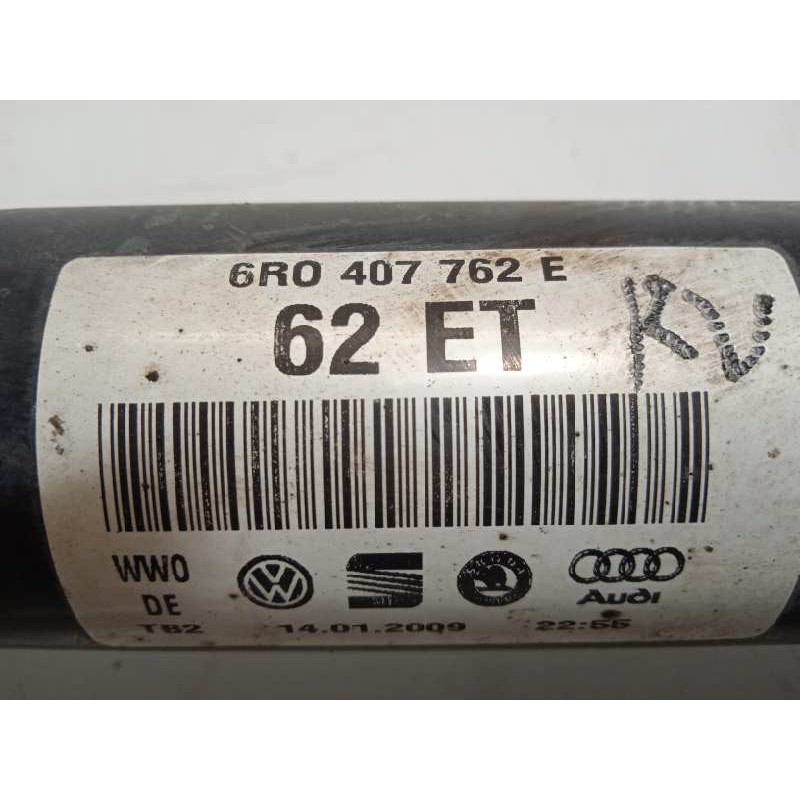 6R0 407 762 E
62 ET
KV
WWO
DE
Audi
TB2 14.01.2009 22:55